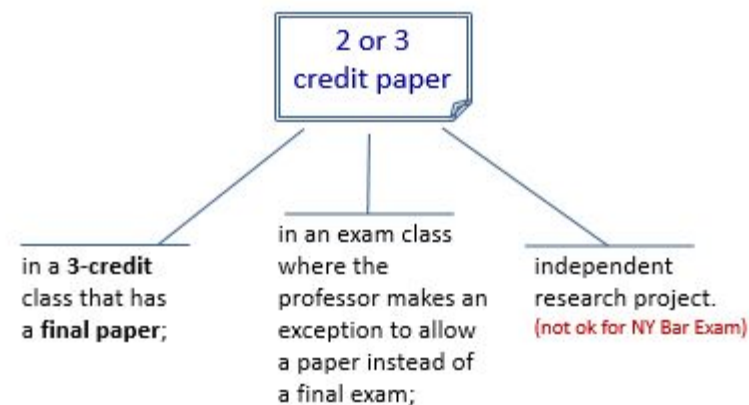 2 or 3
credit paper
in a 3-credit
class that has
a final paper;
in an exam class
where the
professor makes an
exception to allow
a paper instead of
a final exam;
independent
research project.
(not ok for NY Bar Exam)